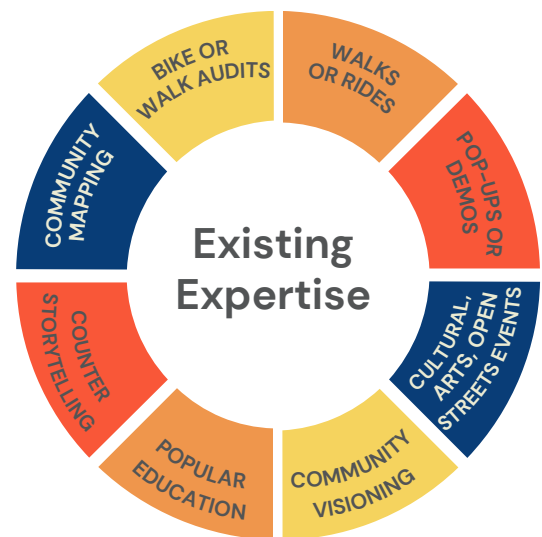 BIKE OR
WALK AUDITS
WALKS
OR RIDES
POP-UPS OR
DEMOS
CULTURAL,
ARTS, OPEN
STREETS EVENTS
COMMUNITY
VISIONING
POPULAR
EDUCATION
COUNTER
STORYTELLING
COMMUNITY
MAPPING
Existing
Expertise